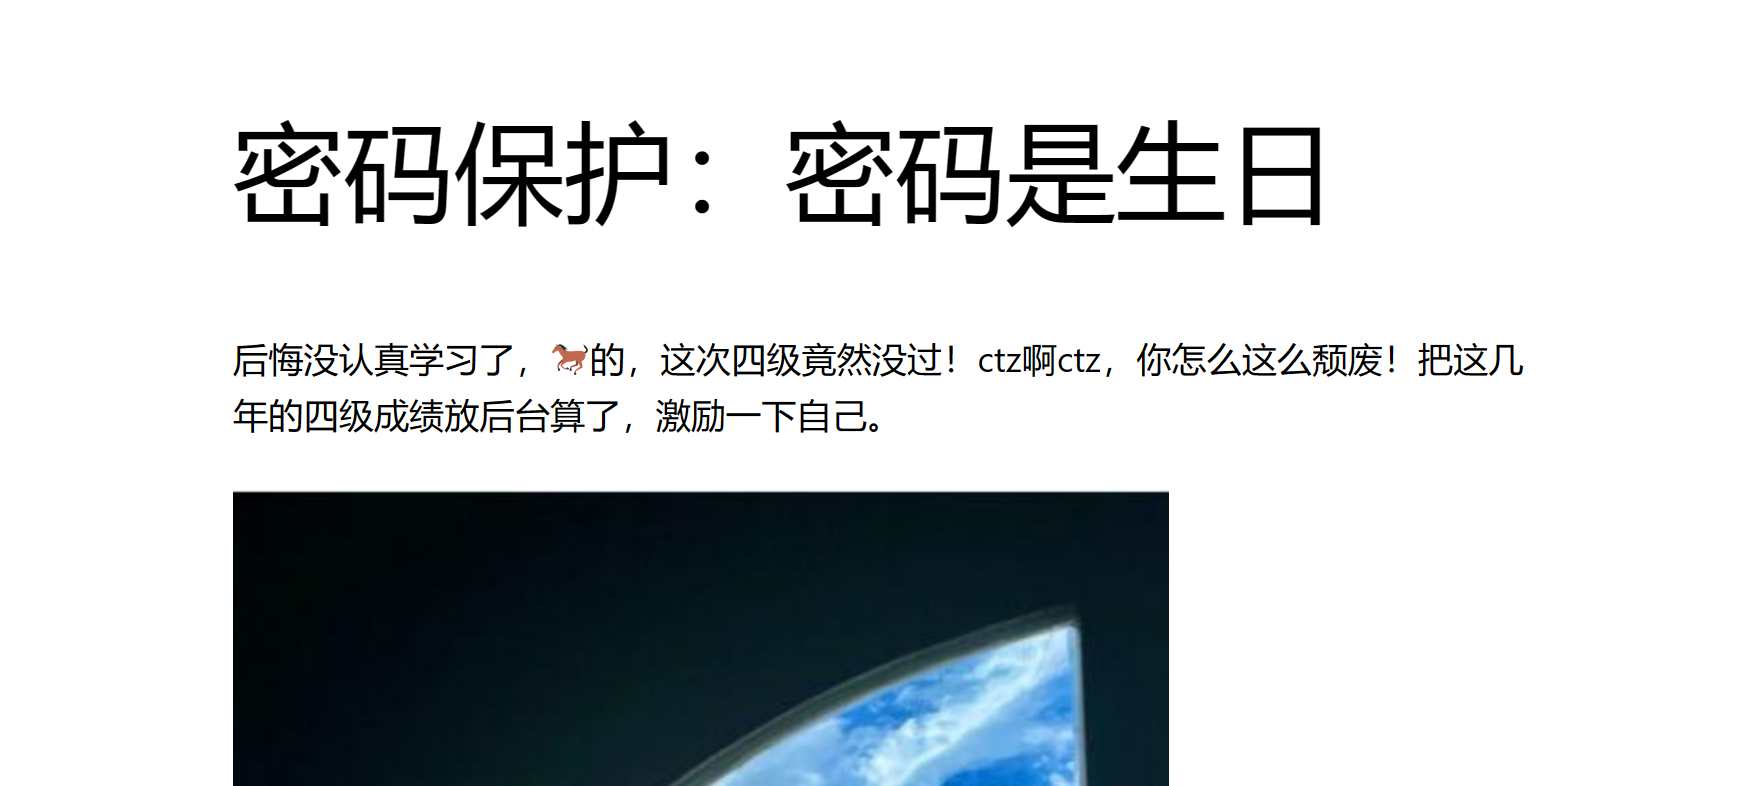 密码保护：密码是生日
后悔没认真学习了，🐎的，这次四级竟然没过！ctz啊ctz，你怎么这么颓废！把这几
年的四级成绩放后台算了，激励一下自己。